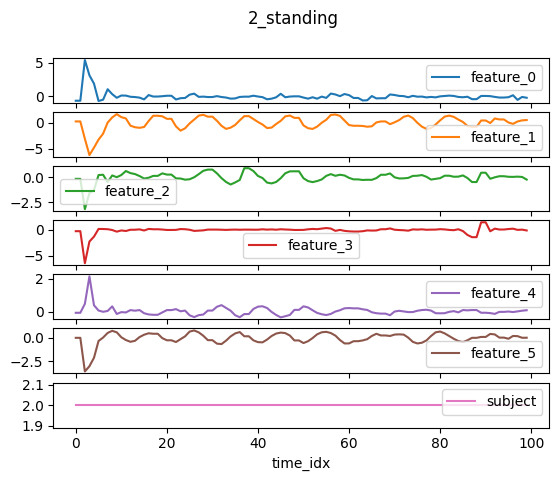 2_standing
5
0
feature_0
0
−5
feature_1
0.0
−2.5
feature_2
0
−5
feature_3
2
0
feature_4
0.0
−2.5
feature_5
2.1
2.0
1.9
subject
0 20 40 60 80 100
time_idx